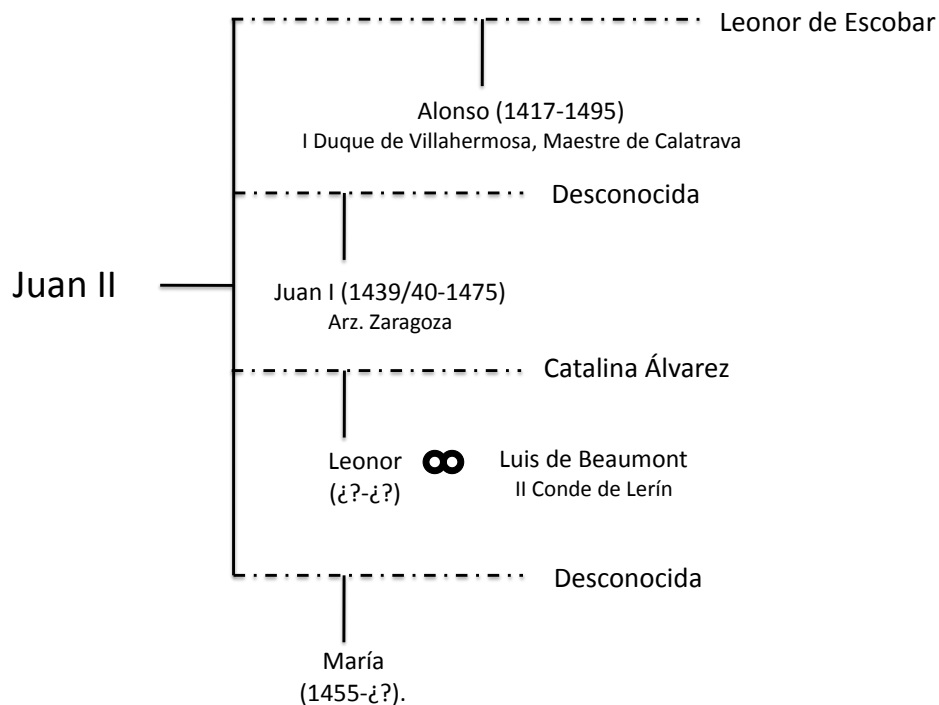 Leonor de Escobar
Alonso (1417-1495)
I Duque de Villahermosa, Maestre de Calatrava
Desconocida
Juan II
Juan I (1439/40-1475)
Arz. Zaragoza
Catalina Álvarez
Leonor
(¿?-¿?)
Luis de Beaumont
II Conde de Lerín
Desconocida
María
(1455-¿?).